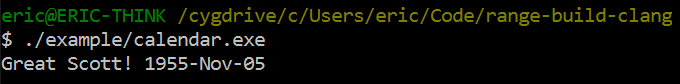 eric@ERIC-THINK /cygdrive/c/Users/eric/Code/range-build-clang
$ ./example/calendar.exe
Great Scott! 1955-Nov-05